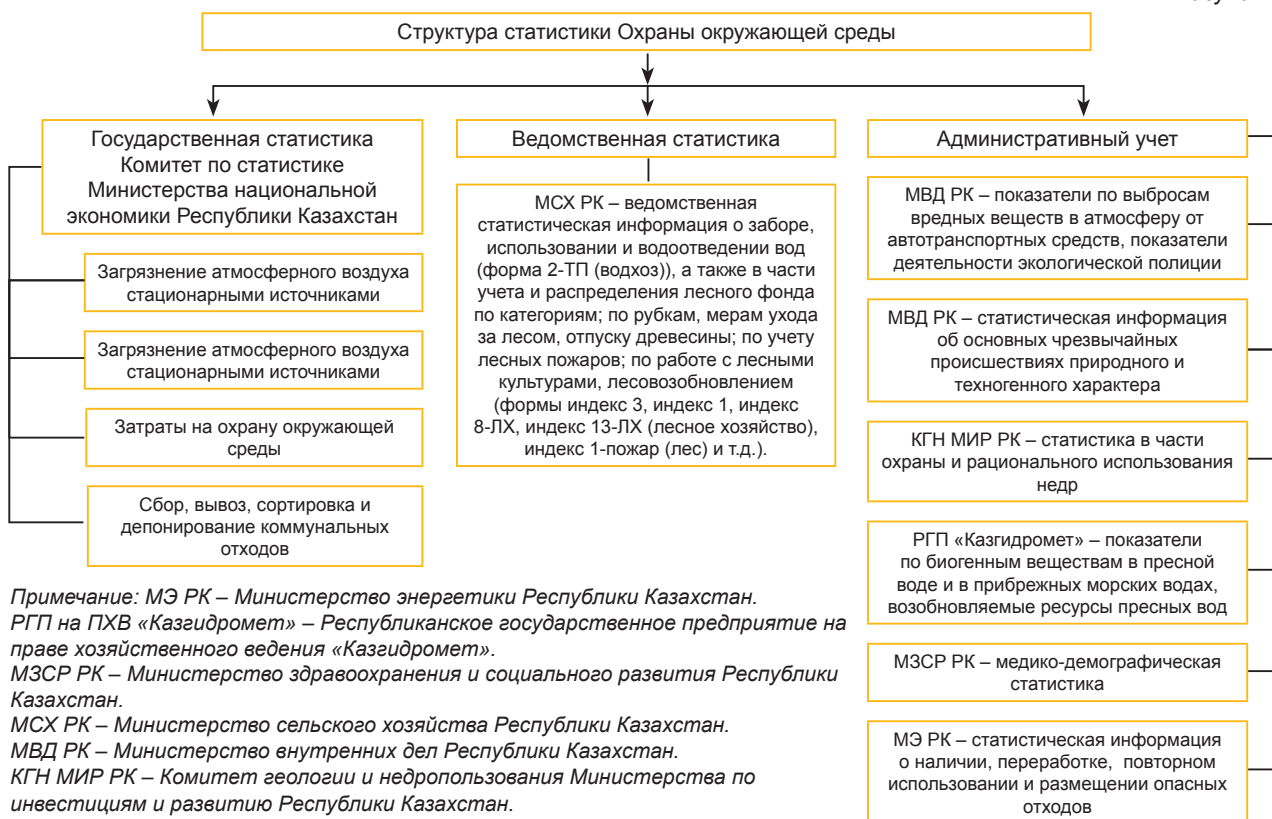 Структура статистики Охраны окружающей среды
Государственная статистика
Комитет по статистике
Министерства национальной
экономики Республики Казахстан
Загрязнение атмосферного воздуха
стационарными источниками
Загрязнение атмосферного воздуха
стационарными источниками
Затраты на охрану окружающей
среды
Сбор, вывоз, сортировка и
депонирование коммунальных
отходов
Ведомственная статистика
МСХ РК – ведомственная
статистическая информация о заборе,
использовании и водоотведении вод
(форма 2-ТП (водхоз)), а также в части
учета и распределения лесного фонда
по категориям; по рубкам, мерам ухода
за лесом, отпуску древесины; по учету
лесных пожаров; по работе с лесными
культурами, лесовозобновлением
(формы индекс 3, индекс 1, индекс
8-ЛХ, индекс 13-ЛХ (лесное хозяйство),
индекс 1-пожар (лес) и т.д.).
Административный учет
МВД РК – показатели по выбросам
вредных веществ в атмосферу от
автотранспортных средств, показатели
деятельности экологической полиции
МВД РК – статистическая информация
об основных чрезвычайных
происшествиях природного и
техногенного характера
КГН МИР РК – статистика в части
охраны и рационального использования
недр
РГП «Казгидромет» – показатели
по биогенным веществам в пресной
воде и в прибрежных морских водах,
возобновляемые ресурсы пресных вод
МЗСР РК – медико-демографическая
статистика
МЭ РК – статистическая информация
о наличии, переработке, повторном
использовании и размещении опасных
отходов
Примечание: МЭ РК – Министерство энергетики Республики Казахстан.
РГП на ПХВ «Казгидромет» – Республиканское государственное предприятие на
праве хозяйственного ведения «Казгидромет».
МЗСР РК – Министерство здравоохранения и социального развития Республики
Казахстан.
МСХ РК – Министерство сельского хозяйства Республики Казахстан.
МВД РК – Министерство внутренних дел Республики Казахстан.
КГН МИР РК – Комитет геологии и недропользования Министерства по
инвестициям и развитию Республики Казахстан.